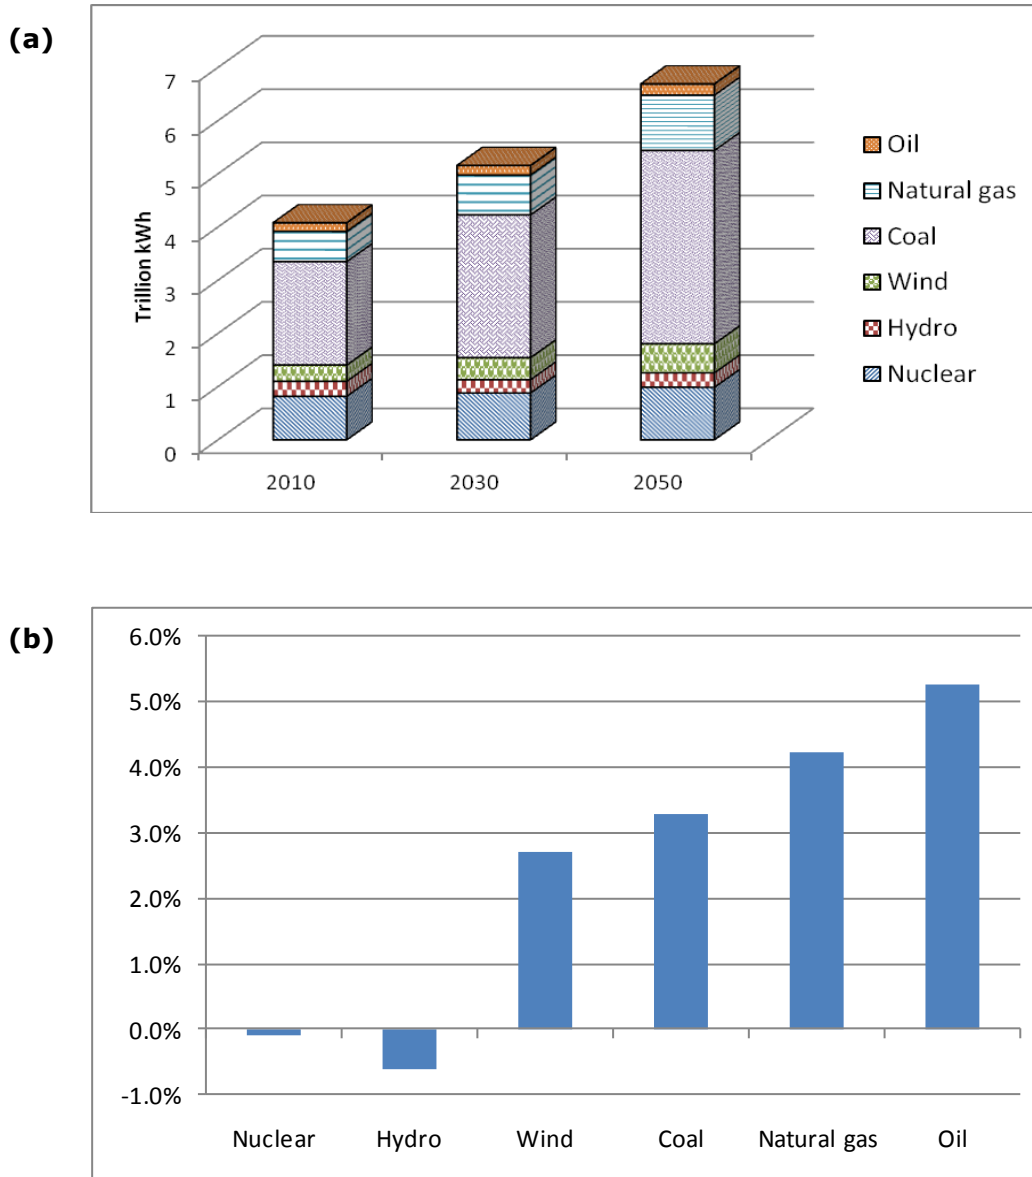 (a)
7
6
5
4
3
2
1
0
Trillion kWh
2010 2030 2050
Oil
Natural gas
Coal
Wind
Hydro
Nuclear
(b)
6.0%
5.0%
4.0%
3.0%
2.0%
1.0%
0.0%
-1.0%
Nuclear Hydro Wind Coal Natural gas Oil